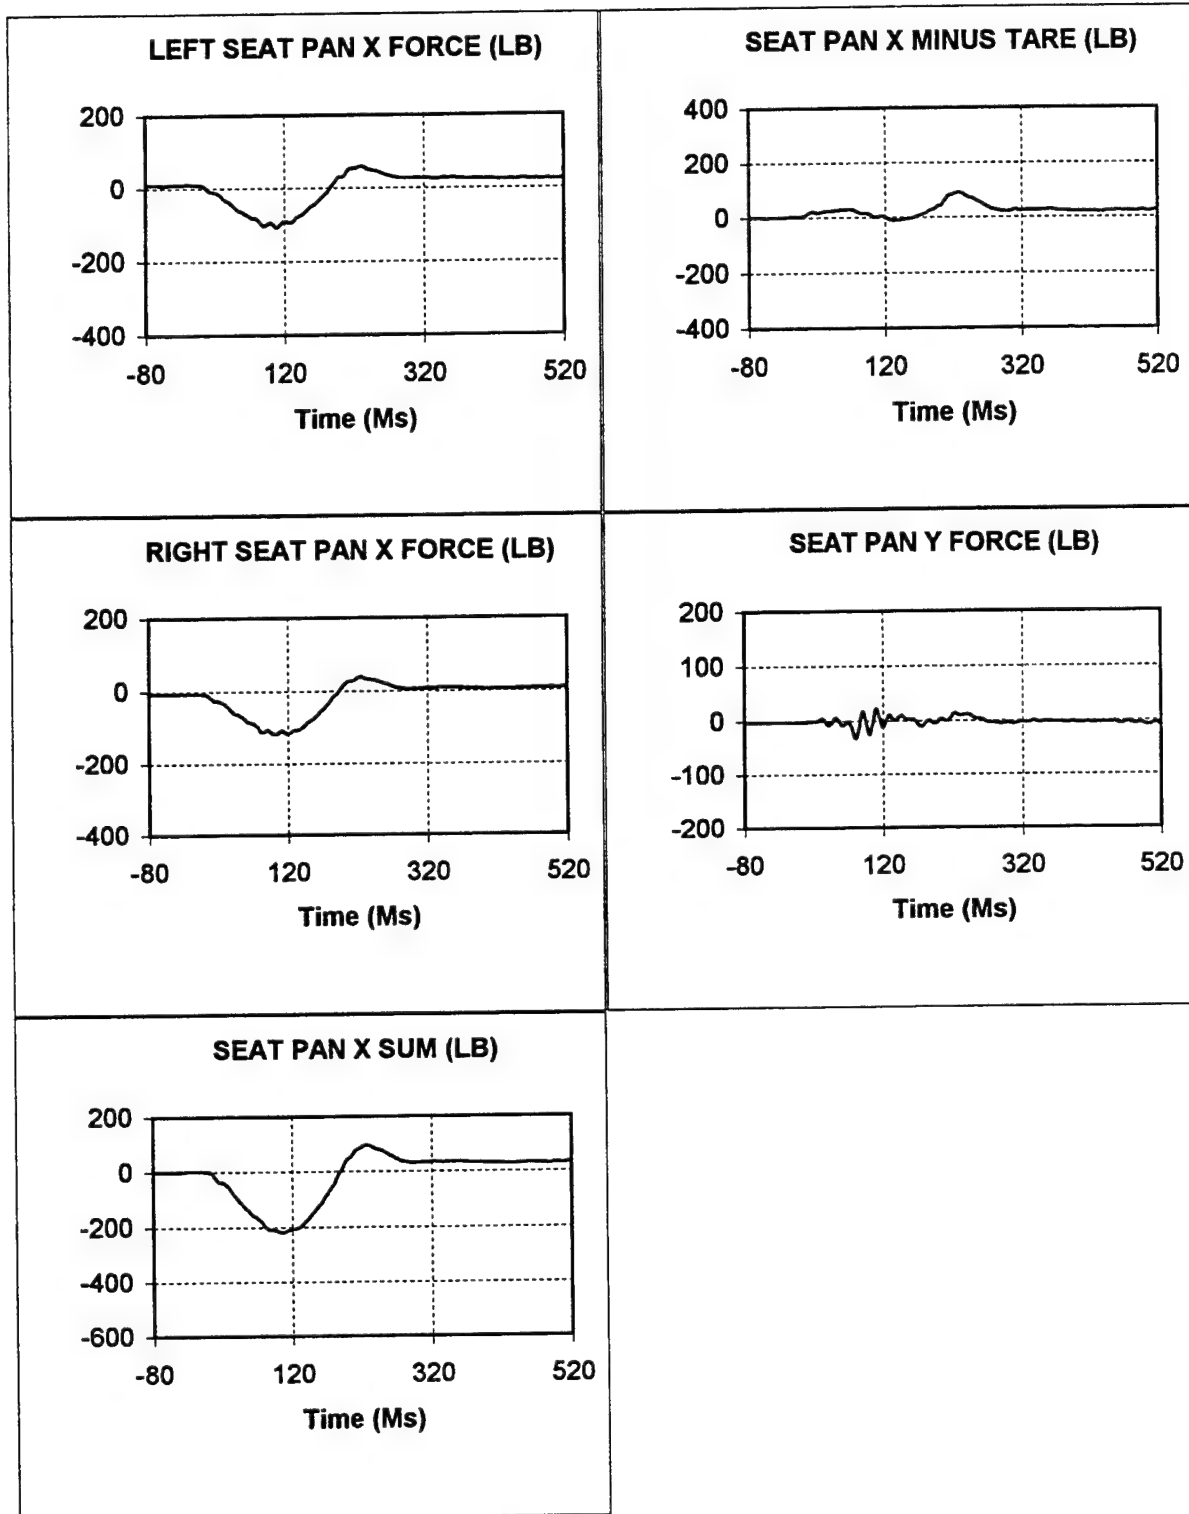 LEFT SEAT PAN X FORCE (LB)
200
0
-200
-400
-80 120 320 520
Time (Ms)
SEAT PAN X MINUS TARE (LB)
400
200
0
-200
-400
-80 120 320 520
Time (Ms)
RIGHT SEAT PAN X FORCE (LB)
200
0
-200
-400
-80 120 320 520
Time (Ms)
SEAT PAN Y FORCE (LB)
200
100
0
-100
-200
-80 120 320 520
Time (Ms)
SEAT PAN X SUM (LB)
200
0
-200
-400
-600
-80 120 320 520
Time (Ms)